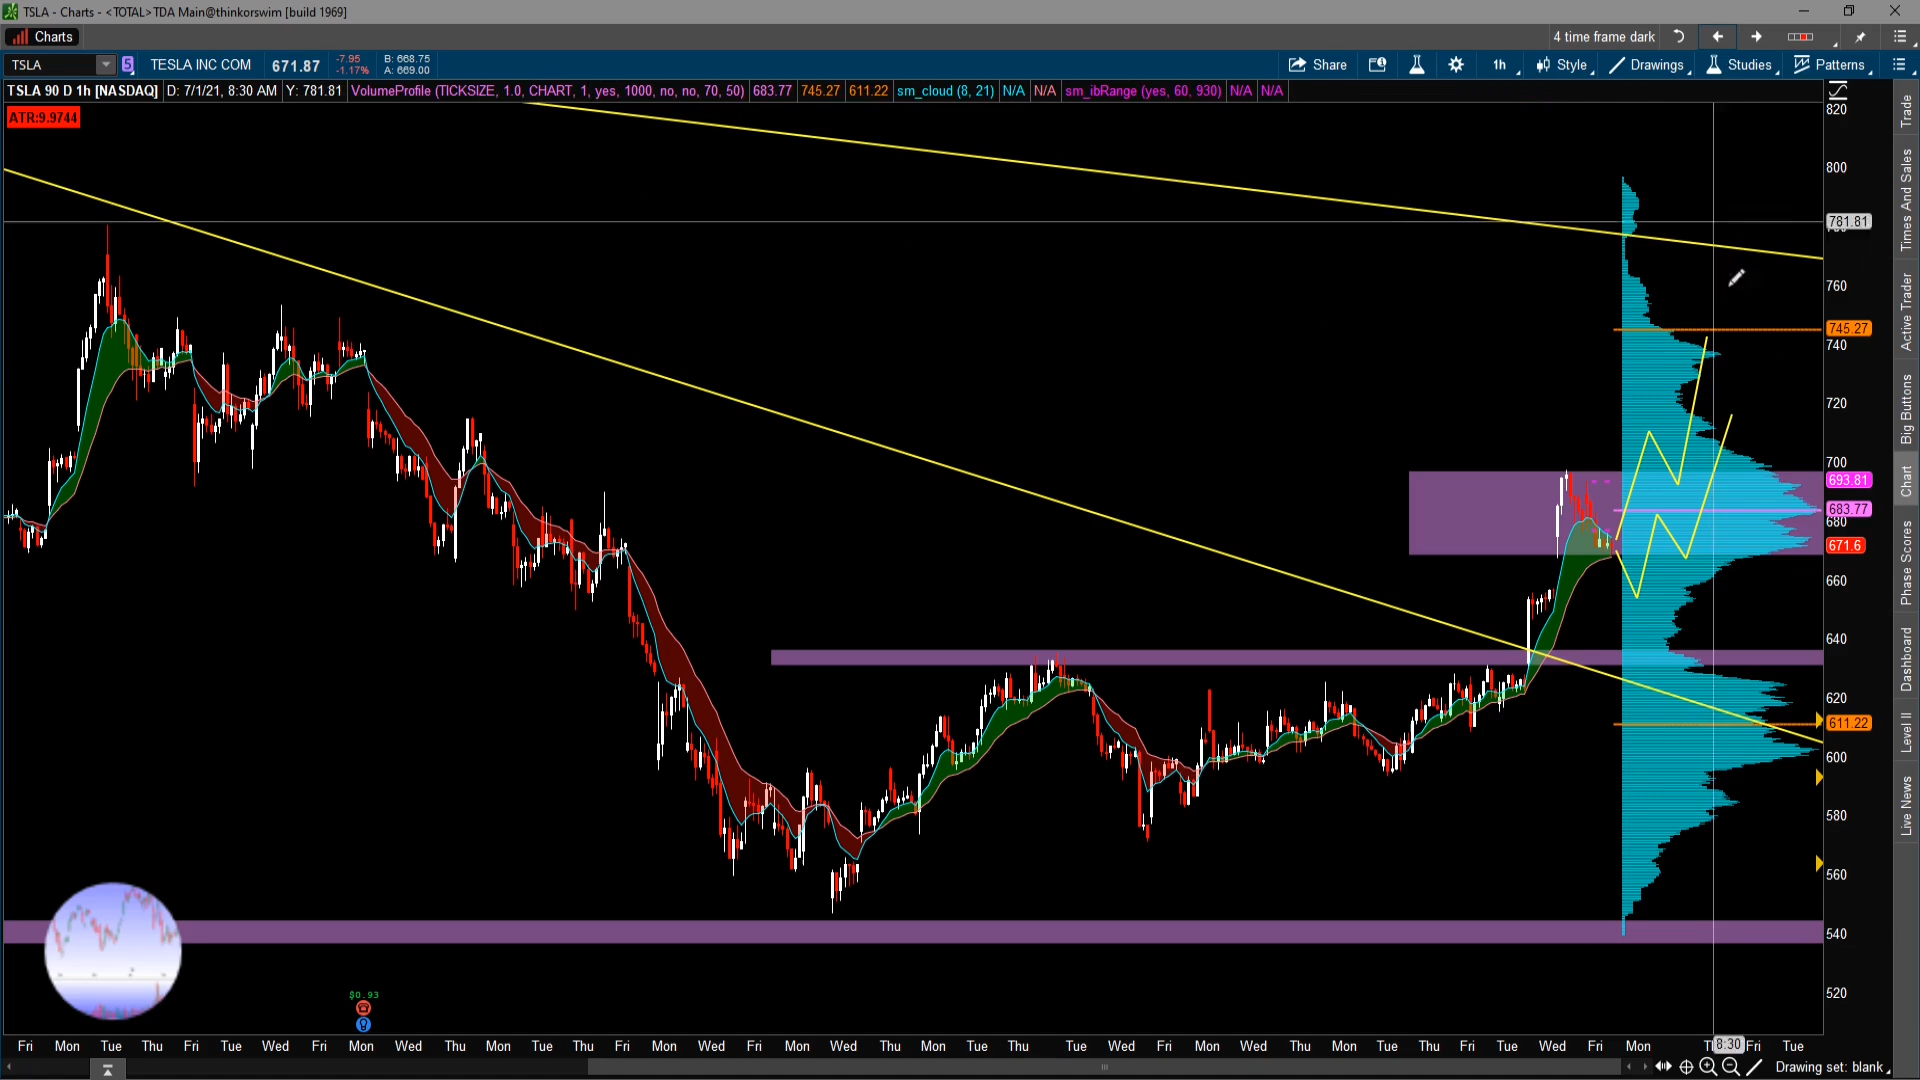 TSLA - Charts - <TOTAL>TDA Main@thinkorswim [build 1969]
Charts
4 time frame dark
TSLA
5
TESLA INC COM
671.87
-7.95
-1.17%
B: 668.75
A: 669.00
Share
1h
Style
Drawings
Studies
Patterns
TSLA 90 D 1h [NASDAQ]
D: 7/1/21, 8:30 AM
Y: 781.81
VolumeProfile (TICKSIZE, 1.0, CHART, 1, yes, 1000, no, no, 70, 50)
683.77
745.27
611.22
sm_cloud (8, 21)
N/A
N/A
sm_ibRange (yes, 60, 930)
N/A
N/A
ATR:9.9744
820
800
781.81
760
745.27
740
720
700
693.81
683.77
680
671.6
660
640
620
611.22
600
580
560
540
520
Trade
Times And Sales
Active Trader
Big Buttons
Chart
Phase Scores
Dashboard
Level II
Live News
$0.93
Fri Mon Tue Thu Fri Tue Wed Fri Mon Wed Thu Mon Tue Thu Fri Mon Wed Fri Mon Wed Thu Mon Tue Thu Tue Wed Fri Mon Wed Thu Mon Tue Thu Fri Tue Wed Fri Mon 8:30 Fri Tue
Drawing set: blank